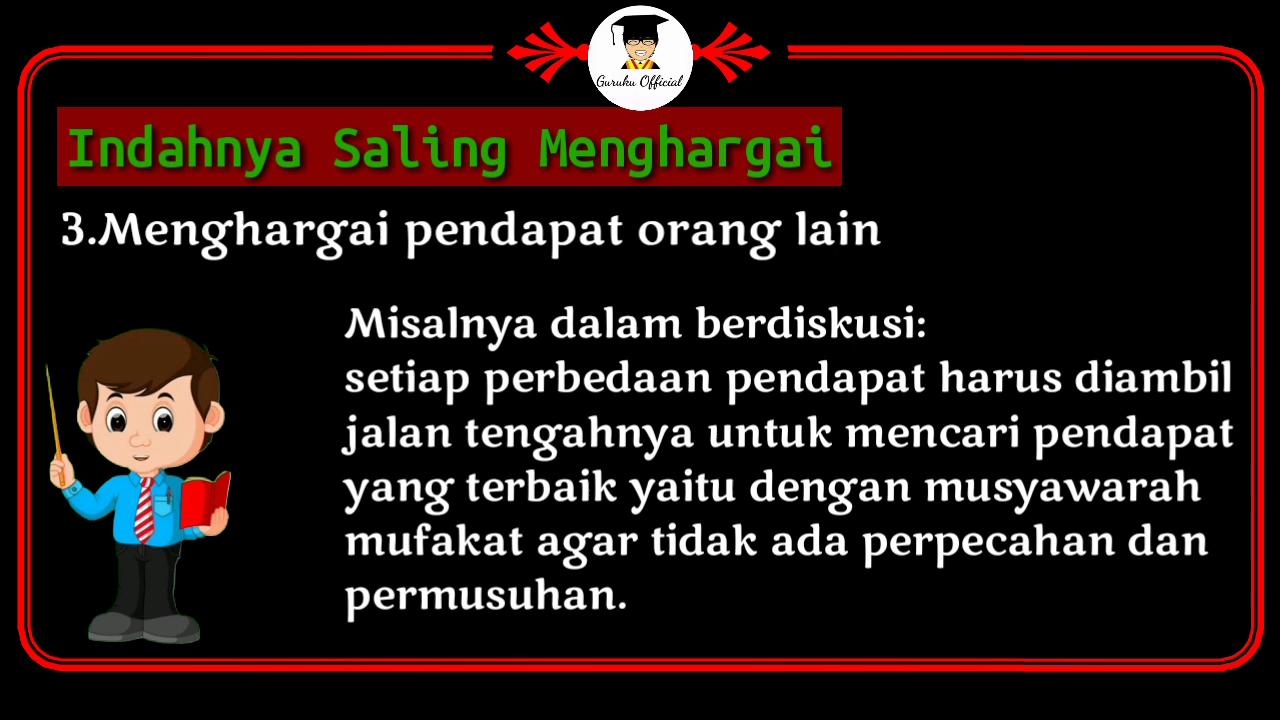 Guruku Official
Indahnya Saling Menghargai
3.Menghargai pendapat orang lain
Misalnya dalam berdiskusi:
setiap perbedaan pendapat harus diambil
jalan tengahnya untuk mencari pendapat
yang terbaik yaitu dengan musyawarah
mufakat agar tidak ada perpecahan dan
permusuhan.